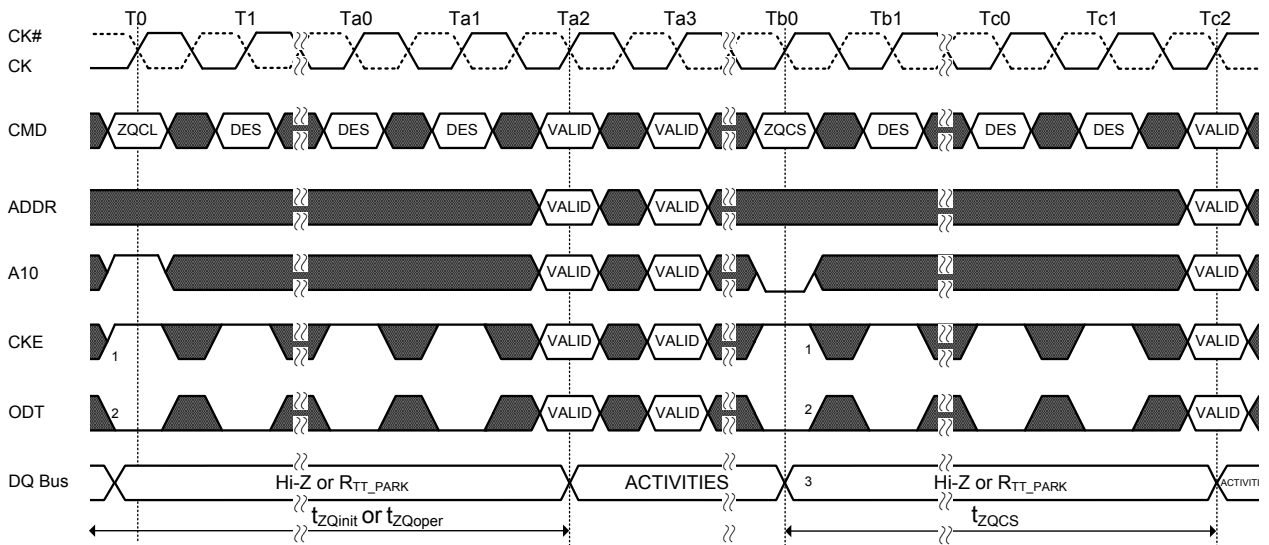 T0 T1 Ta0 Ta1 Ta2 Ta3 Tb0 Tb1 Tc0 Tc1 Tc2
CK#
CK
CMD ZQCL DES DES DES VALID VALID ZQCS DES DES DES VALID
ADDR VALID VALID VALID
A10 VALID VALID VALID
CKE 1 VALID VALID 1 VALID
ODT 2 VALID VALID 2 VALID
DQ Bus Hi-Z or RTT_PARK ACTIVITIES 3 Hi-Z or RTT_PARK ACTIVITI
tZQinit or tZQoper tZQCS